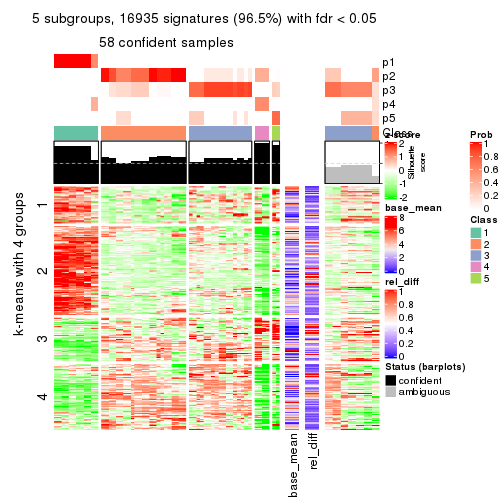 5 subgroups, 16935 signatures (96.5%) with fdr < 0.05
58 confident samples
p1
p2
p3
p4
p5
Class
z-score
2
1
0
-1
-2
Silhouette
score
Prob
1
0.8
0.6
0.4
0.2
0
base_mean
8
6
4
2
0
Class
1
2
3
4
5
rel_diff
1
0.8
0.6
0.4
0.2
0
Status (barplots)
confident
ambiguous
k-means with 4 groups
1
2
3
4
base_mean
rel_diff